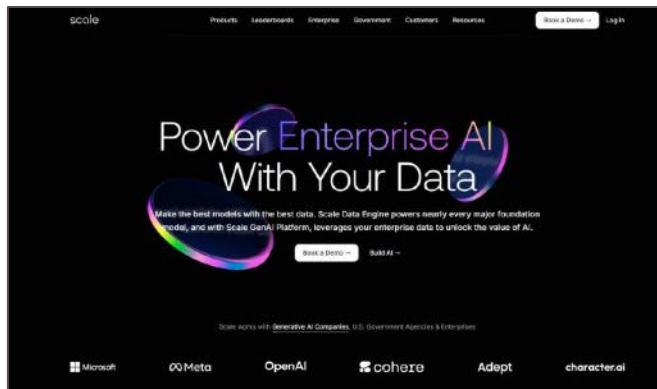 scale
Products Leaderboards Enterprise Government Customers Resources
Book a Demo → Log In
Power Enterprise AI
With Your Data
Make the best models with the best data. Scale Data Engine powers nearly every major foundation
model, and with Scale GenAI Platform, leverages your enterprise data to unlock the value of AI.
Book a Demo → Build AI →
Scale works with Generative AI Companies, U.S. Government Agencies & Enterprises
Microsoft Meta OpenAI cohere Adept character.ai